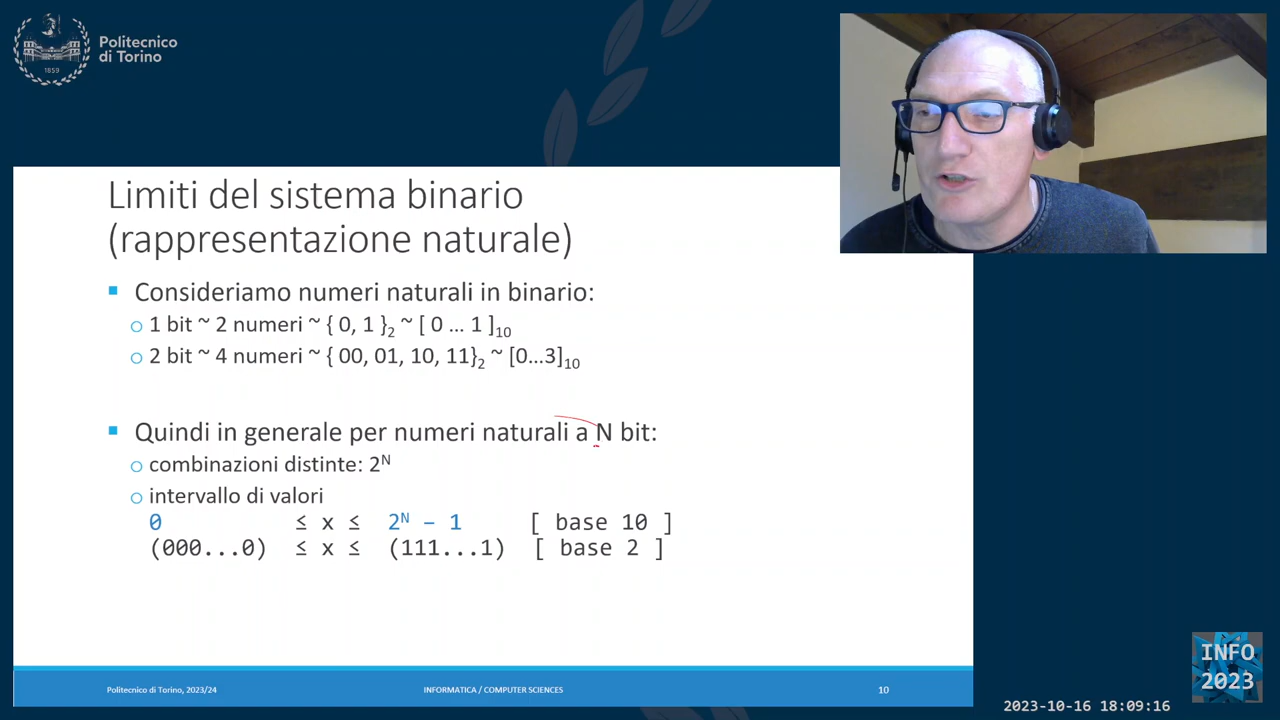 Politecnico
di Torino
1859
Limiti del sistema binario
(rappresentazione naturale)
Consideriamo numeri naturali in binario:
1 bit ~ 2 numeri ~ { 0, 1 }₂ ~ [ 0 … 1 ]₁₀
2 bit ~ 4 numeri ~ { 00, 01, 10, 11}₂ ~ [0…3]₁₀
Quindi in generale per numeri naturali a N bit:
combinazioni distinte: 2ᴺ
intervallo di valori
0 ≤ x ≤ 2ᴺ – 1 [ base 10 ]
(000...0) ≤ x ≤ (111...1) [ base 2 ]
Politecnico di Torino, 2023/24 INFORMATICA / COMPUTER SCIENCES 10
INFO
2023
2023-10-16 18:09:16